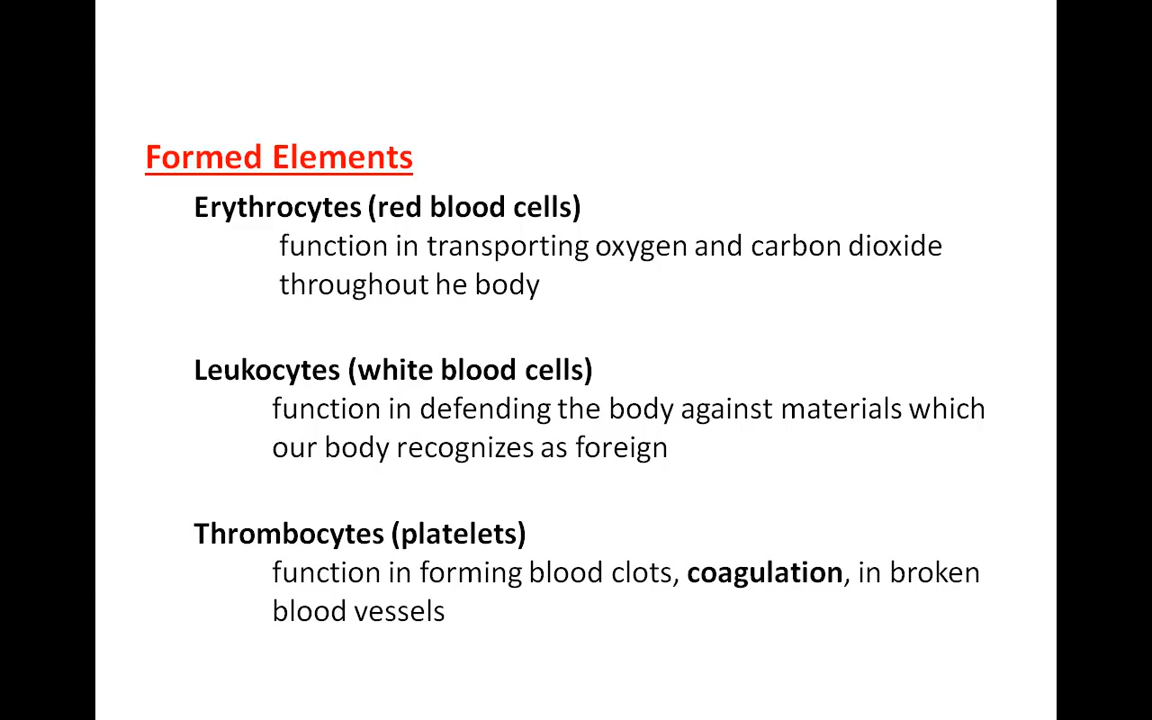 Formed Elements
Erythrocytes (red blood cells)
function in transporting oxygen and carbon dioxide
throughout he body
Leukocytes (white blood cells)
function in defending the body against materials which
our body recognizes as foreign
Thrombocytes (platelets)
function in forming blood clots, coagulation, in broken
blood vessels